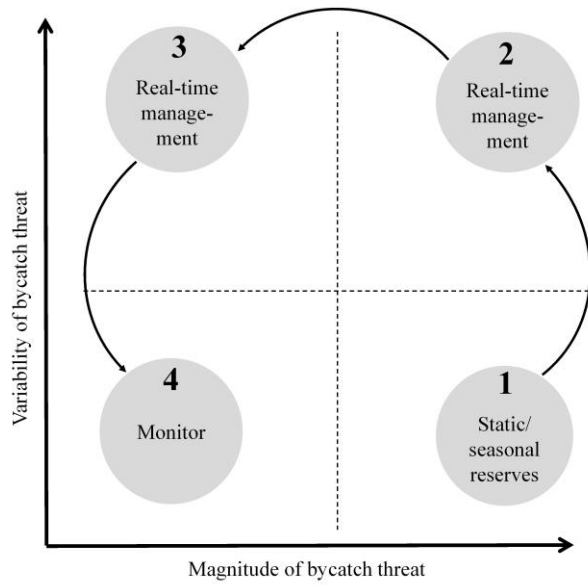 3
Real-time
manage-
ment
2
Real-time
manage-
ment
4
Monitor
1
Static/
seasonal
reserves
Variability of bycatch threat
Magnitude of bycatch threat